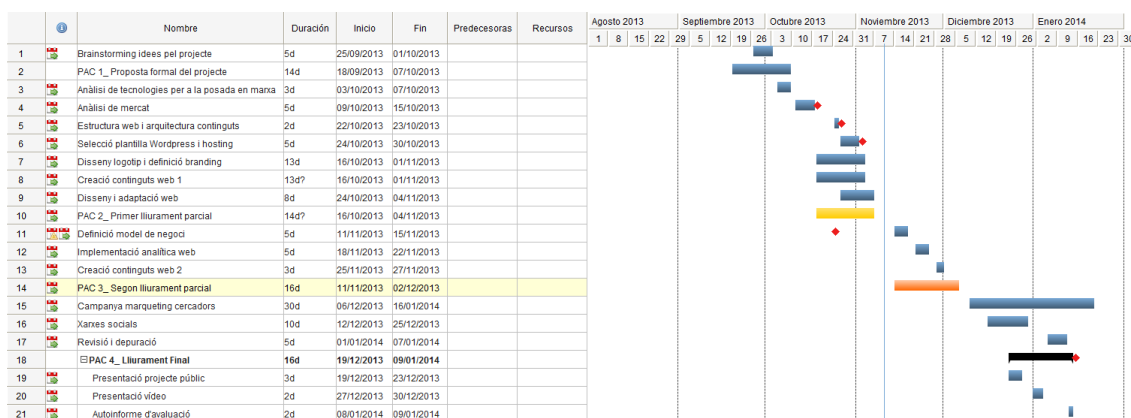 Nombre Duración Inicio Fin Predecesoras Recursos
Agosto 2013 Septiembre 2013 Octubre 2013 Noviembre 2013 Diciembre 2013 Enero 2014
1 8 15 22 29 5 12 19 26 3 10 17 24 31 7 14 21 28 5 12 19 26 2 9 16 23 30
1 Brainstorming idees pel projecte 5d 25/09/2013 01/10/2013
2 PAC 1_ Proposta formal del projecte 14d 18/09/2013 07/10/2013
3 Anàlisi de tecnologies per a la posada en marxa 3d 03/10/2013 07/10/2013
4 Anàlisi de mercat 5d 09/10/2013 15/10/2013
5 Estructura web i arquitectura continguts 2d 22/10/2013 23/10/2013
6 Selecció plantilla Wordpress i hosting 5d 24/10/2013 30/10/2013
7 Disseny logotip i definició branding 13d 16/10/2013 01/11/2013
8 Creació continguts web 1 13d? 16/10/2013 01/11/2013
9 Disseny i adaptació web 8d 24/10/2013 04/11/2013
10 PAC 2_ Primer lliurament parcial 14d? 16/10/2013 04/11/2013
11 Definició model de negoci 5d 11/11/2013 15/11/2013
12 Implementació analítica web 5d 18/11/2013 22/11/2013
13 Creació continguts web 2 3d 25/11/2013 27/11/2013
14 PAC 3_ Segon lliurament parcial 16d 11/11/2013 02/12/2013
15 Campanya marqueting cercadors 30d 06/12/2013 16/01/2014
16 Xarxes socials 10d 12/12/2013 25/12/2013
17 Revisió i depuració 5d 01/01/2014 07/01/2014
18 PAC 4_ Lliurament Final 16d 19/12/2013 09/01/2014
19 Presentació projecte públic 3d 19/12/2013 23/12/2013
20 Presentació vídeo 2d 27/12/2013 30/12/2013
21 Autoinforme d'avaluació 2d 08/01/2014 09/01/2014